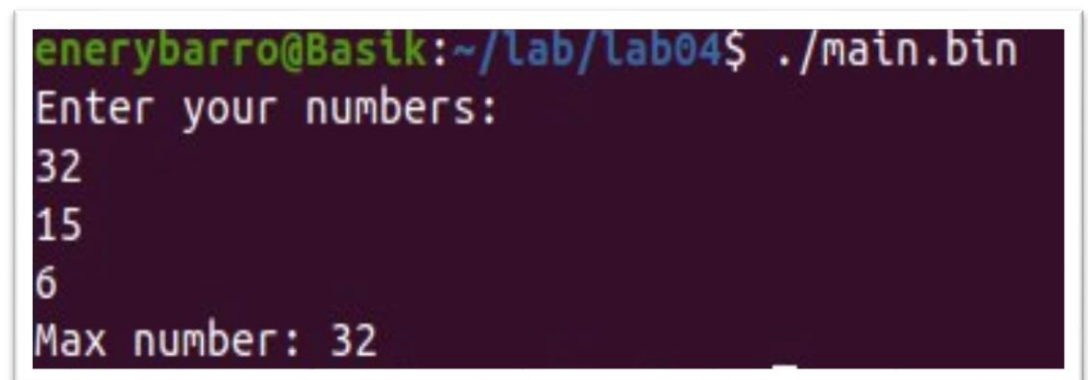 enerybarro@Basik:~/lab/lab04$ ./main.bin
Enter your numbers:
32
15
6
Max number: 32